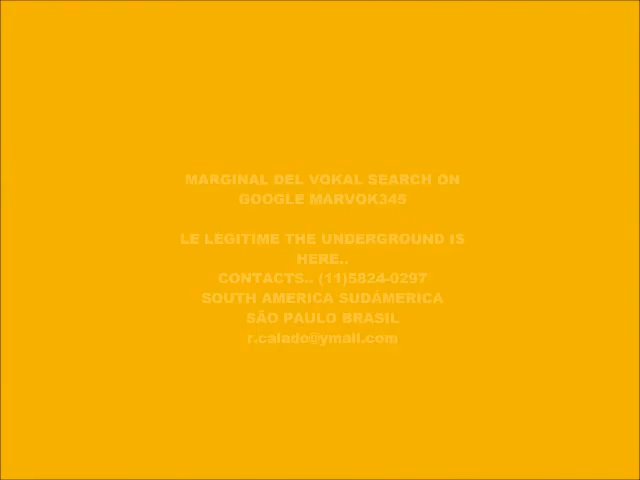 MARGINAL DEL VOKAL SEARCH ON
GOOGLE MARVOK345
LE LÉGITIME THE UNDERGROUND IS
HERE..
CONTACTS.. (11)5824-0297
SOUTH AMERICA SUDÁMERICA
SÃO PAULO BRASIL
r.calado@ymail.com